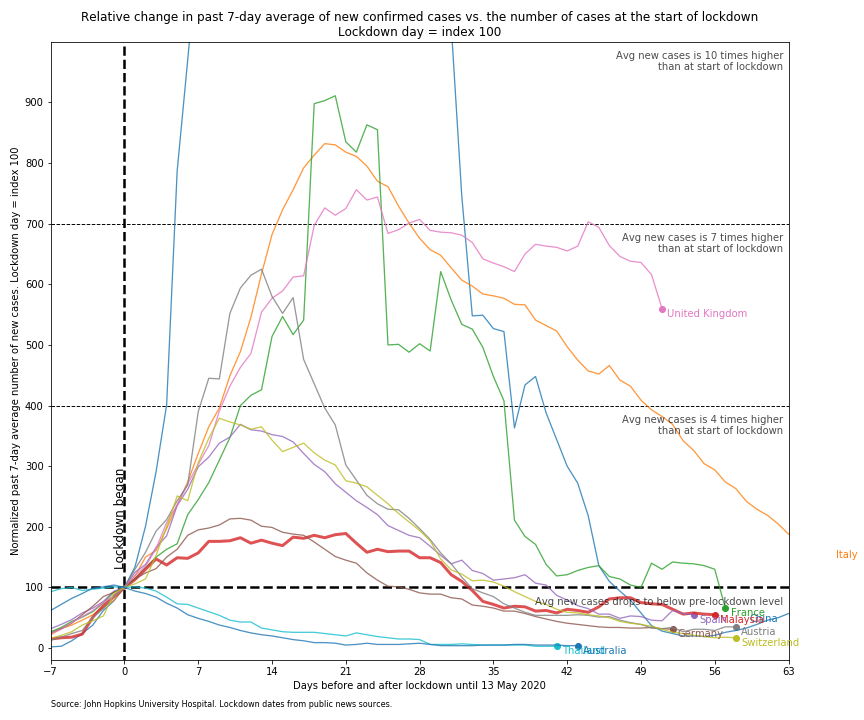 Relative change in past 7-day average of new confirmed cases vs. the number of cases at the start of lockdown
Lockdown day = index 100
Normalized past 7-day average number of new cases. Lockdown day = index 100
900
800
700
600
500
400
300
200
100
0
Avg new cases is 10 times higher
than at start of lockdown
Avg new cases is 7 times higher
than at start of lockdown
United Kingdom
Avg new cases is 4 times higher
than at start of lockdown
Lockdown began
Italy
Avg new cases drops to below pre-lockdown level
France
Spain
Malaysia
Germany
Austria
Switzerland
Thailand
Australia
−7
0
7
14
21
28
35
42
49
56
63
Days before and after lockdown until 13 May 2020
Source: John Hopkins University Hospital. Lockdown dates from public news sources.